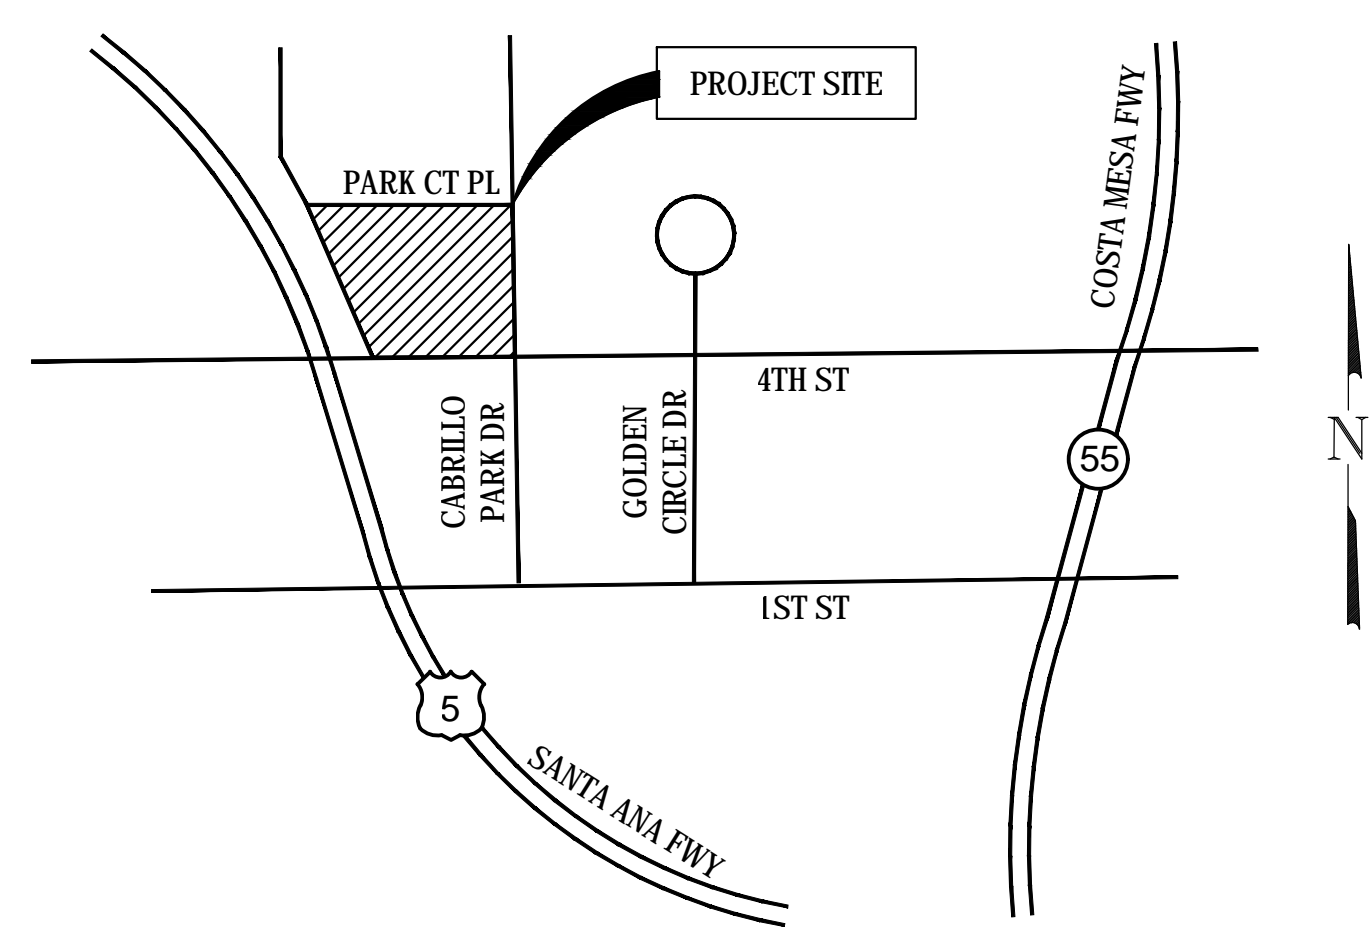 PROJECT SITE
COSTA MESA FWY
PARK CT PL
4TH ST
CABRILLO
PARK DR
GOLDEN
CIRCLE DR
N
55
1ST ST
5
SANTA ANA FWY